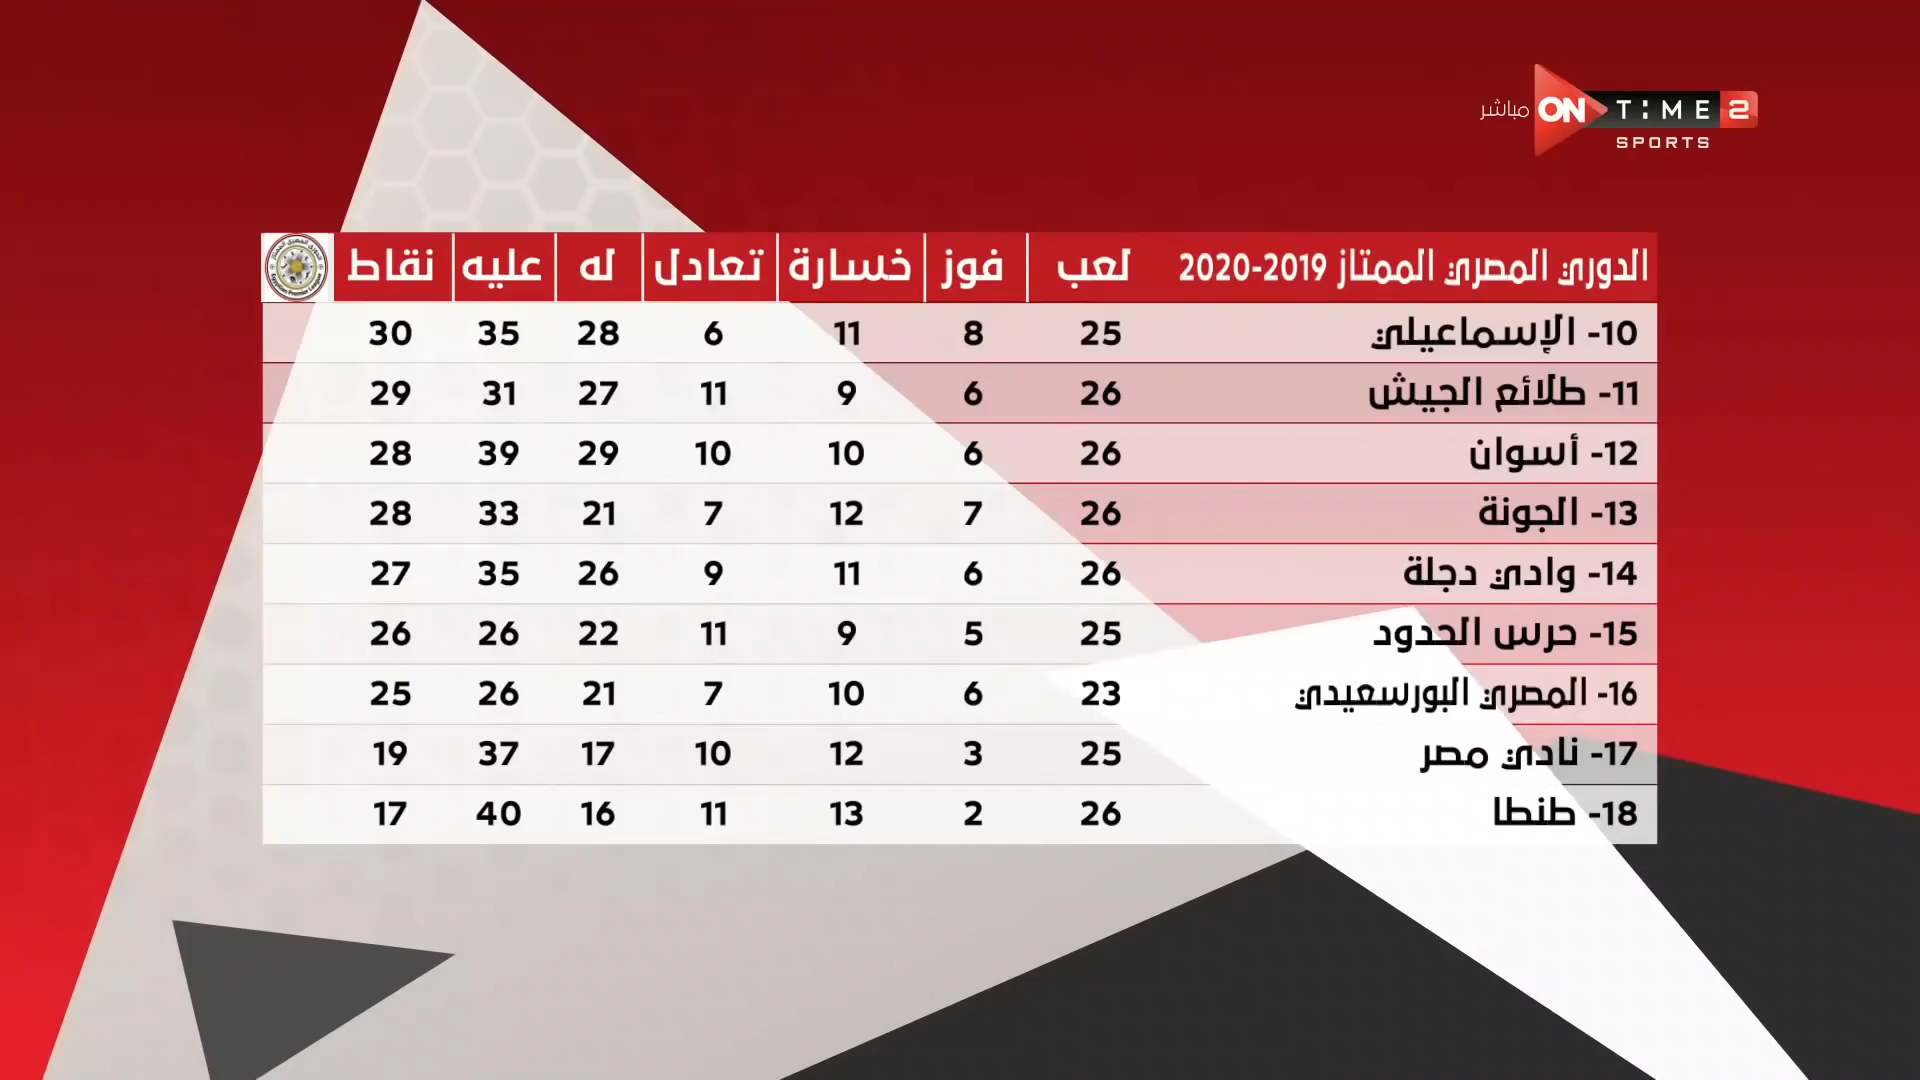 مباشر ON TIME 2
SPORTS
الدوري المصري الممتاز 2019-2020 لعب فوز خسارة تعادل له عليه نقاط
10- الإسماعيلي 25 8 11 6 28 35 30
11- طلائع الجيش 26 6 9 11 27 31 29
12- أسوان 26 6 10 10 29 39 28
13- الجونة 26 7 12 7 21 33 28
14- وادي دجلة 26 6 11 9 26 35 27
15- حرس الحدود 25 5 9 11 22 26 26
16- المصري البورسعيدي 23 6 10 7 21 26 25
17- نادي مصر 25 3 12 10 17 37 19
18- طنطا 26 2 13 11 16 40 17